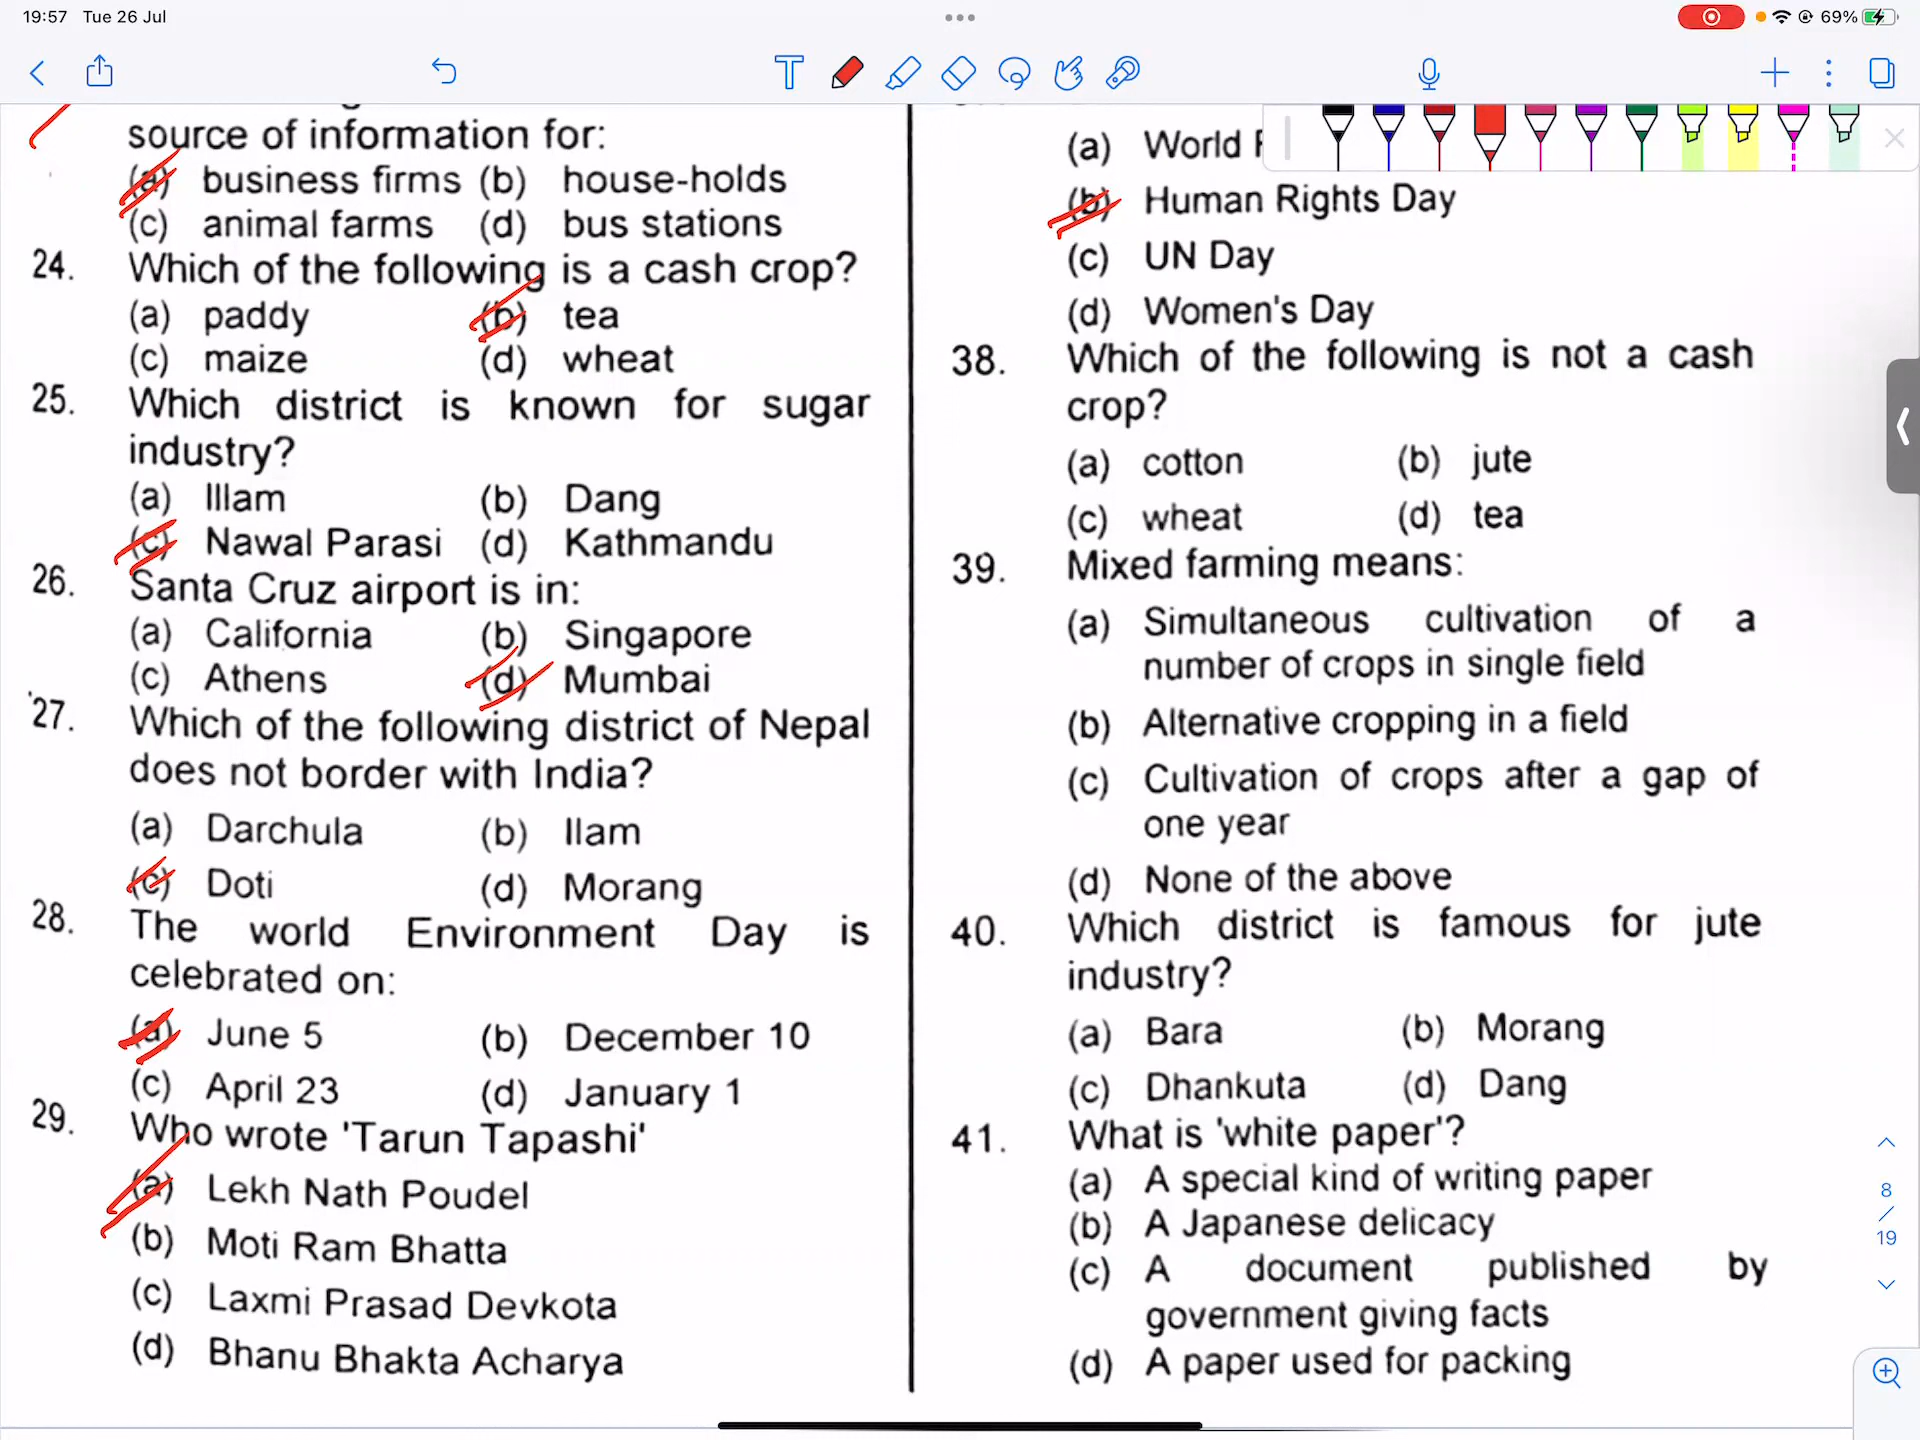 19:57 Tue 26 Jul
69%
source of information for:
(a) business firms (b) house-holds
(c) animal farms (d) bus stations
24. Which of the following is a cash crop?
(a) paddy (b) tea
(c) maize (d) wheat
25. Which district is known for sugar
industry?
(a) Illam (b) Dang
(c) Nawal Parasi (d) Kathmandu
26. Santa Cruz airport is in:
(a) California (b) Singapore
(c) Athens (d) Mumbai
27. Which of the following district of Nepal
does not border with India?
(a) Darchula (b) Ilam
(c) Doti (d) Morang
28. The world Environment Day is
celebrated on:
(a) June 5 (b) December 10
(c) April 23 (d) January 1
29. Who wrote 'Tarun Tapashi'
(a) Lekh Nath Poudel
(b) Moti Ram Bhatta
(c) Laxmi Prasad Devkota
(d) Bhanu Bhakta Acharya
(a) World
(b) Human Rights Day
(c) UN Day
(d) Women's Day
38. Which of the following is not a cash
crop?
(a) cotton (b) jute
(c) wheat (d) tea
39. Mixed farming means:
(a) Simultaneous cultivation of a
number of crops in single field
(b) Alternative cropping in a field
(c) Cultivation of crops after a gap of
one year
(d) None of the above
40. Which district is famous for jute
industry?
(a) Bara (b) Morang
(c) Dhankuta (d) Dang
41. What is 'white paper'?
(a) A special kind of writing paper
(b) A Japanese delicacy
(c) A document published by
government giving facts
(d) A paper used for packing
8
/
19